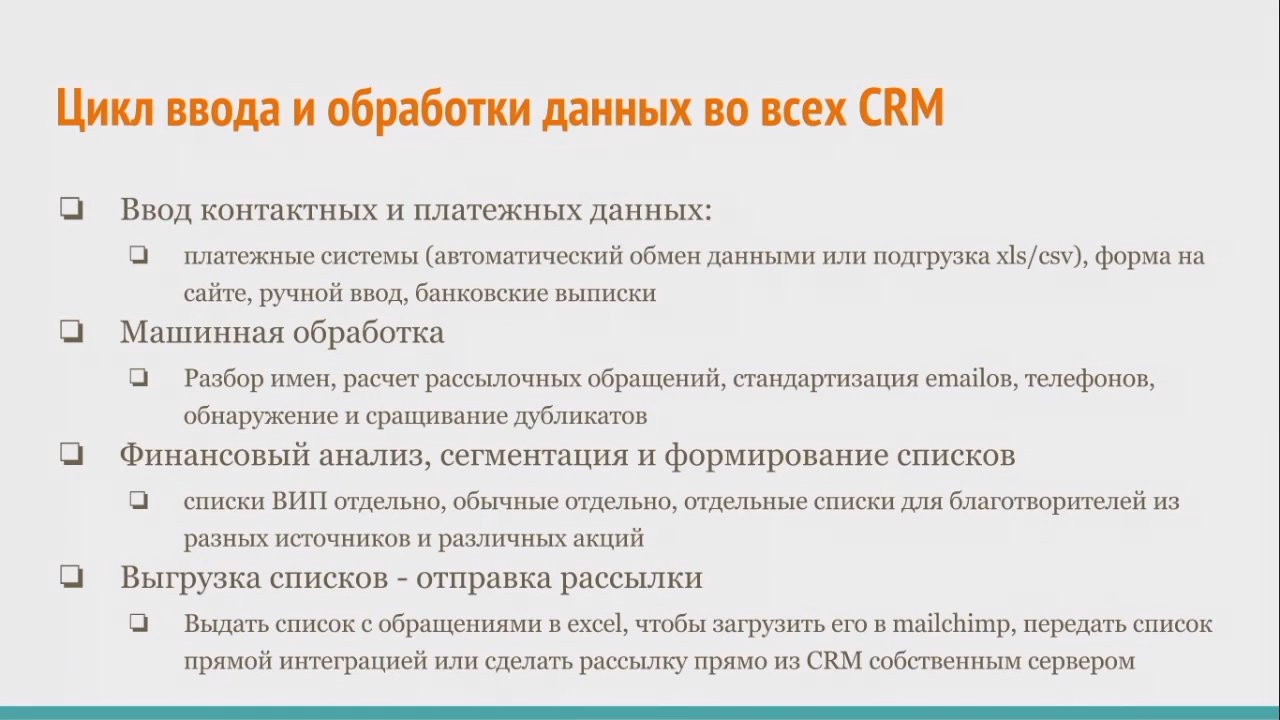 Цикл ввода и обработки данных во всех CRM
Ввод контактных и платежных данных:
платежные системы (автоматический обмен данными или подгрузка xls/csv), форма на
сайте, ручной ввод, банковские выписки
Машинная обработка
Разбор имен, расчет рассылочных обращений, стандартизация emailов, телефонов,
обнаружение и сращивание дубликатов
Финансовый анализ, сегментация и формирование списков
списки ВИП отдельно, обычные отдельно, отдельные списки для благотворителей из
разных источников и различных акций
Выгрузка списков - отправка рассылки
Выдать список с обращениями в excel, чтобы загрузить его в mailchimp, передать список
прямой интеграцией или сделать рассылку прямо из CRM собственным сервером